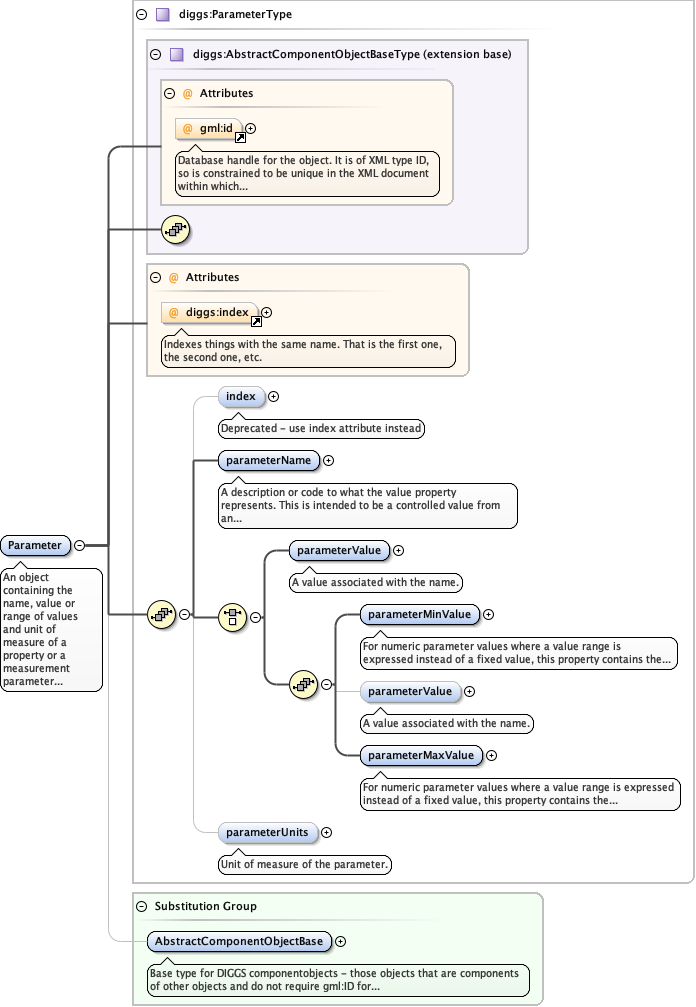 diggs:ParameterType
diggs:AbstractComponentObjectBaseType (extension base)
@ Attributes
@ gml:id
Database handle for the object. It is of XML type ID,
so is constrained to be unique in the XML document
within which...
@ Attributes
@ diggs:index
Indexes things with the same name. That is the first one,
the second one, etc.
index
Deprecated - use index attribute instead
parameterName
A description or code to what the value property
represents. This is intended to be a controlled value from
an...
Parameter
An object
containing the
name, value or
range of values
and unit of
measure of a
property or a
measurement
parameter...
parameterValue
A value associated with the name.
parameterMinValue
For numeric parameter values where a value range is
expressed instead of a fixed value, this property contains the...
parameterValue
A value associated with the name.
parameterMaxValue
For numeric parameter values where a value range is expressed
instead of a fixed value, this property contains the...
parameterUnits
Unit of measure of the parameter.
Substitution Group
AbstractComponentObjectBase
Base type for DIGGS componentobjects - those objects that are components
of other objects and do not require gml:ID for...